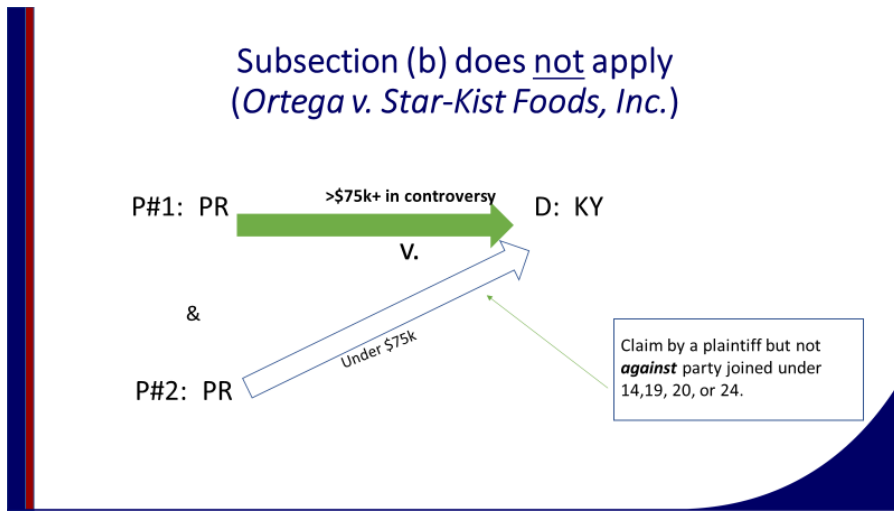 Subsection (b) does not apply
(Ortega v. Star-Kist Foods, Inc.)
>$75k+ in controversy
P#1: PR
D: KY
v.
&
Under $75k
P#2: PR
Claim by a plaintiff but not
against party joined under
14,19, 20, or 24.